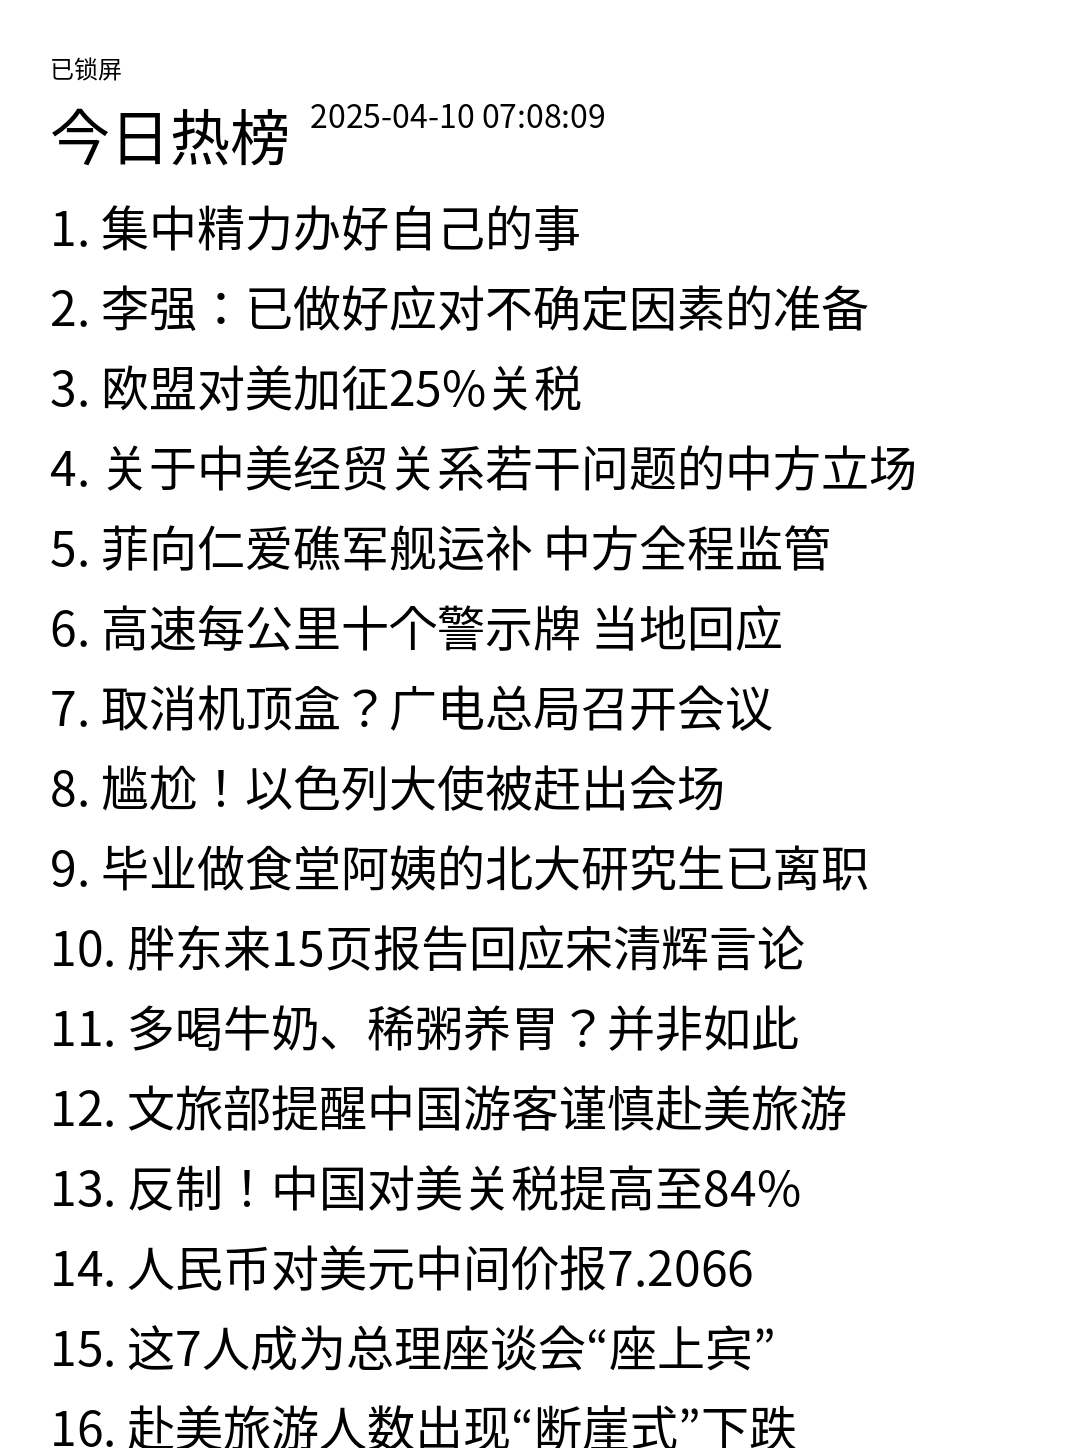 已锁屏
今日热榜 2025-04-10 07:08:09
1. 集中精力办好自己的事
2. 李强：已做好应对不确定因素的准备
3. 欧盟对美加征25%关税
4. 关于中美经贸关系若干问题的中方立场
5. 菲向仁爱礁军舰运补 中方全程监管
6. 高速每公里十个警示牌 当地回应
7. 取消机顶盒？广电总局召开会议
8. 尴尬！以色列大使被赶出会场
9. 毕业做食堂阿姨的北大研究生已离职
10. 胖东来15页报告回应宋清辉言论
11. 多喝牛奶、稀粥养胃？并非如此
12. 文旅部提醒中国游客谨慎赴美旅游
13. 反制！中国对美关税提高至84%
14. 人民币对美元中间价报7.2066
15. 这7人成为总理座谈会“座上宾”
16. 赴美旅游人数出现“断崖式”下跌